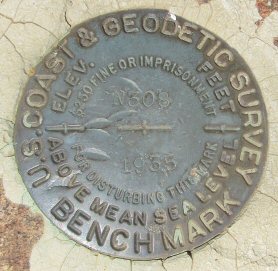 U.S. COAST & GEODETIC SURVEY
BENCH MARK
ELEV. FEET
ABOVE MEAN SEA LEVEL
$250 FINE OR IMPRISONMENT
FOR DISTURBING THIS MARK
N303
1935